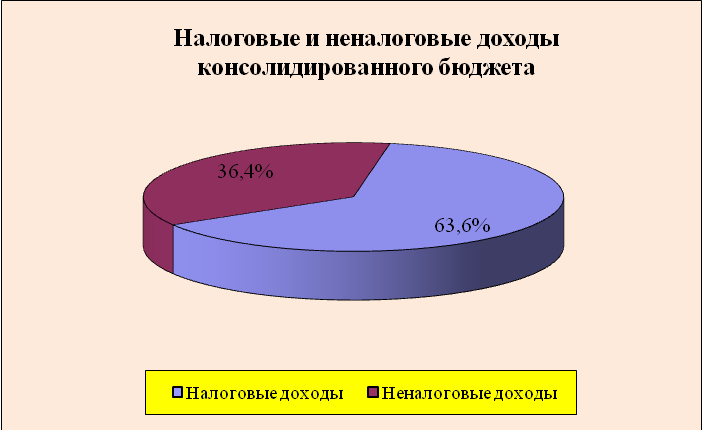 Налоговые и неналоговые доходы
консолидированного бюджета
36,4%
63,6%
Налоговые доходы Неналоговые доходы